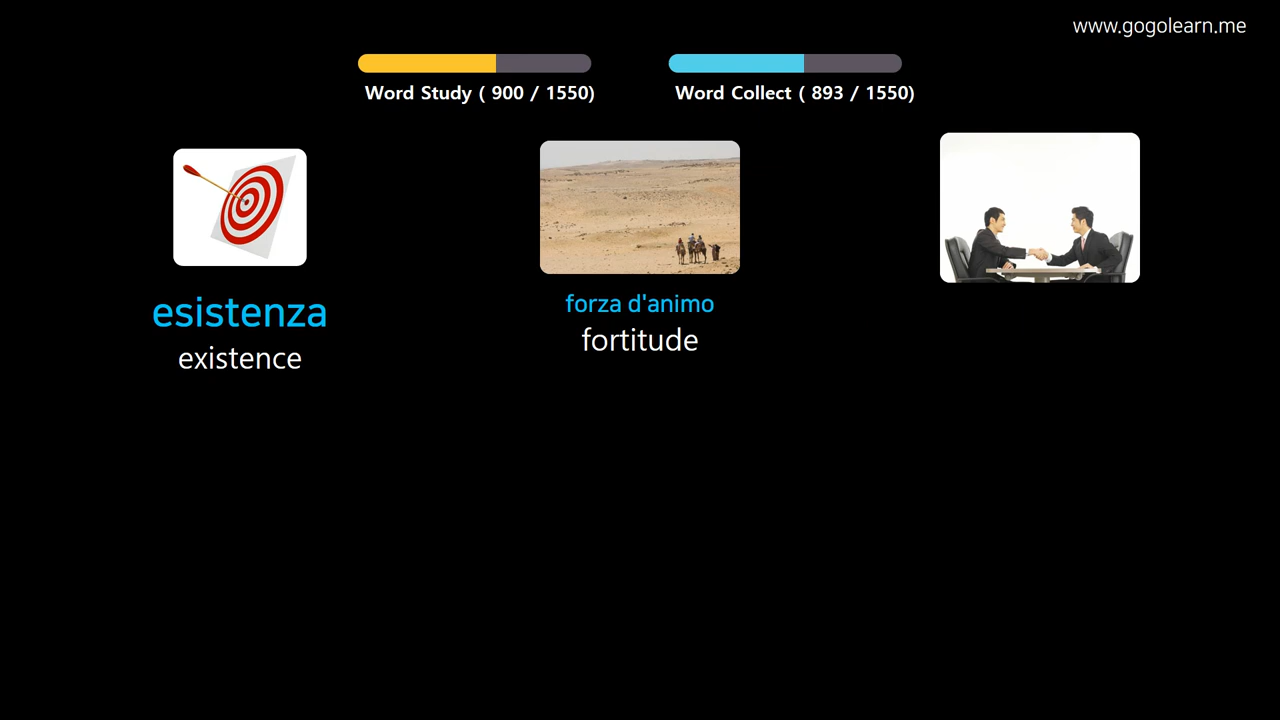 www.gogolearn.me
Word Study ( 900 / 1550)
Word Collect ( 893 / 1550)
esistenza
existence
forza d'animo
fortitude